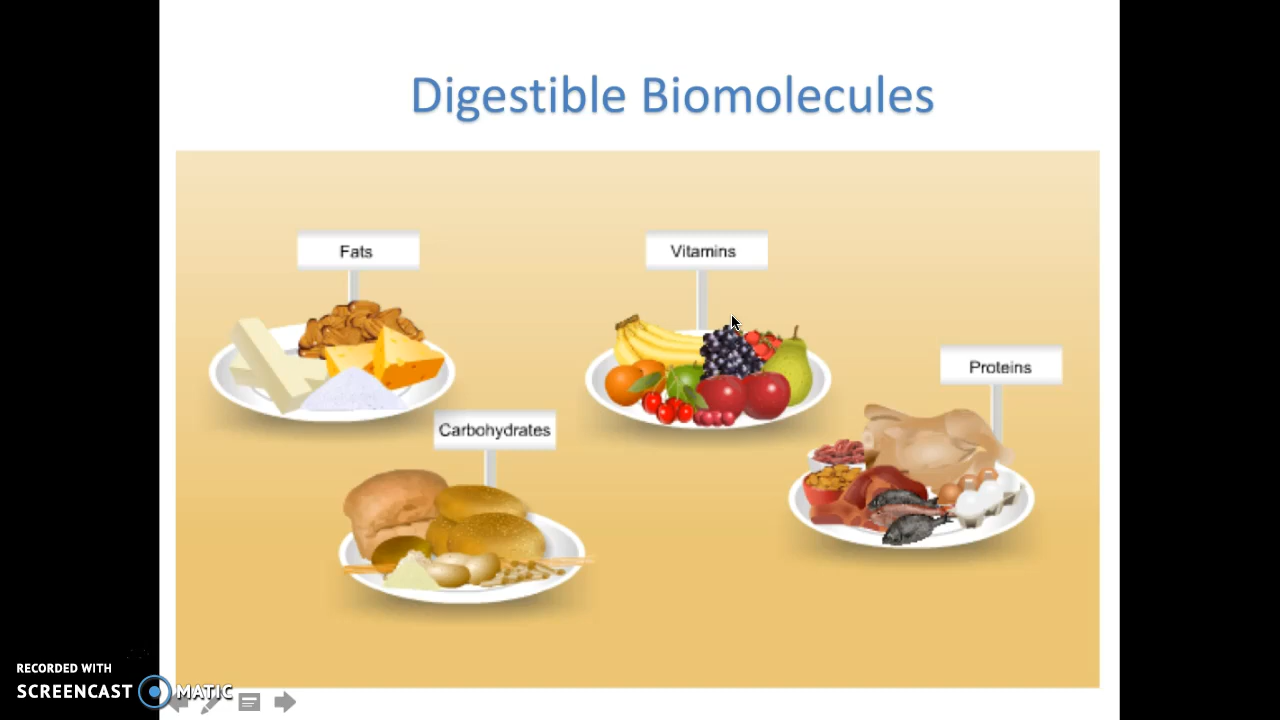 Digestible Biomolecules
Fats
Vitamins
Proteins
Carbohydrates
RECORDED WITH
SCREENCAST MATIC